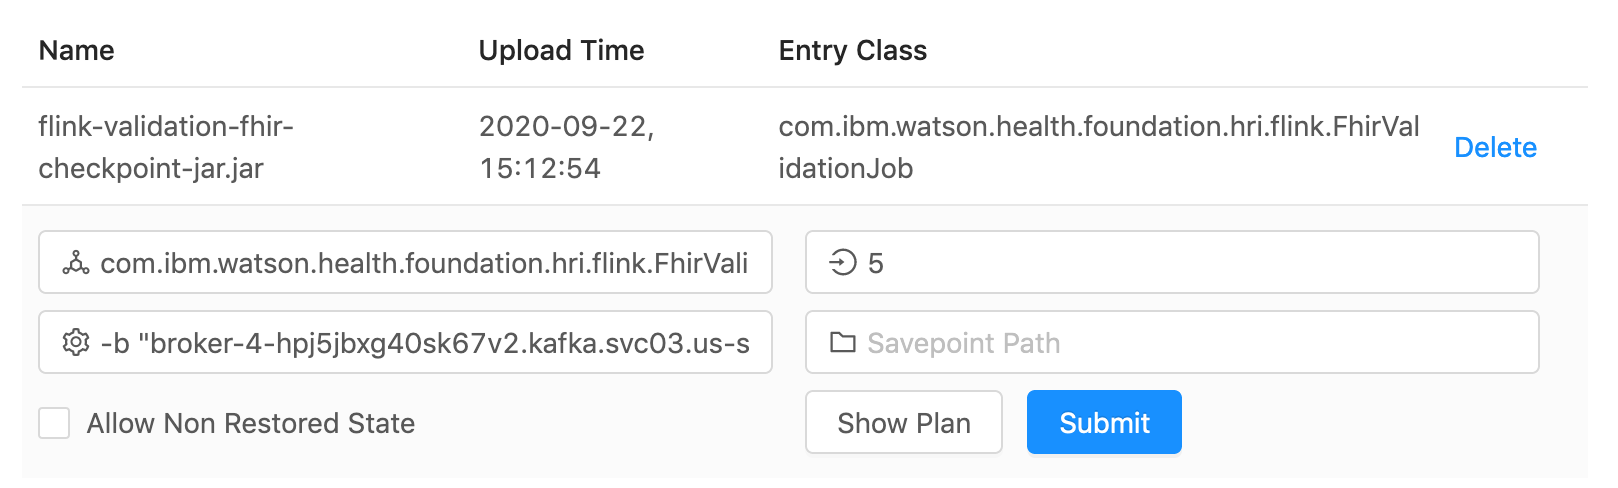 Name Upload Time Entry Class
flink-validation-fhir- 2020-09-22, com.ibm.watson.health.foundation.hri.flink.FhirVal
checkpoint-jar.jar 15:12:54 idationJob
Delete
com.ibm.watson.health.foundation.hri.flink.FhirVali 5
-b "broker-4-hpj5jbxg40sk67v2.kafka.svc03.us-s Savepoint Path
Allow Non Restored State Show Plan Submit